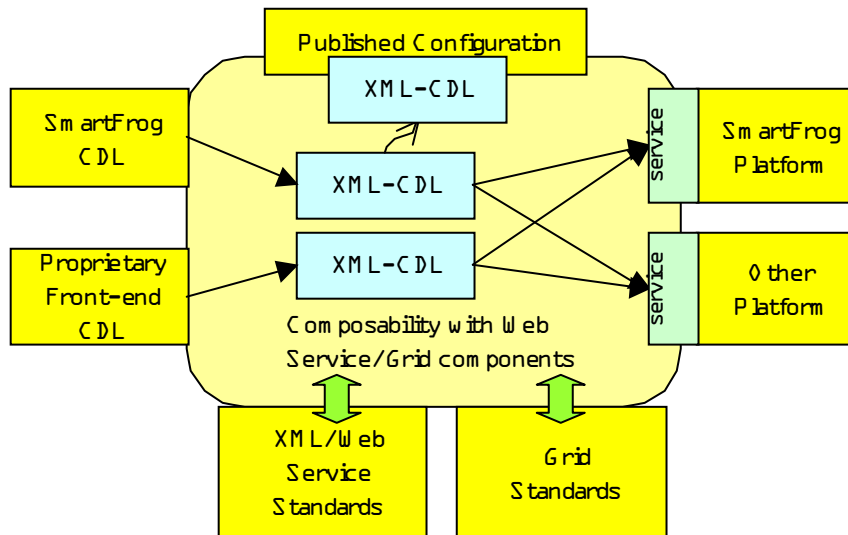 Published Configuration
XML-CDL
SmartFrog
CDL
XML-CDL
service
SmartFrog
Platform
Proprietary
Front-end
CDL
XML-CDL
service
Other
Platform
Composability with Web
Service/Grid components
XML/Web
Service
Standards
Grid
Standards